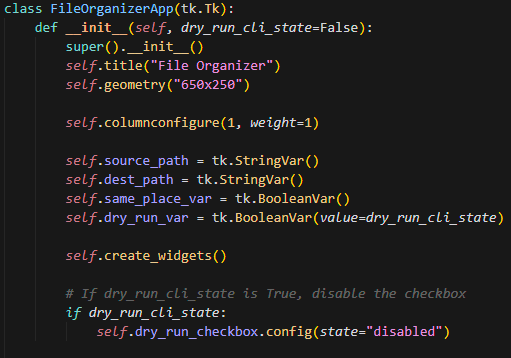 class FileOrganizerApp(tk.Tk):
    def __init__(self, dry_run_cli_state=False):
        super().__init__()
        self.title("File Organizer")
        self.geometry("650x250")

        self.columnconfigure(1, weight=1)

        self.source_path = tk.StringVar()
        self.dest_path = tk.StringVar()
        self.same_place_var = tk.BooleanVar()
        self.dry_run_var = tk.BooleanVar(value=dry_run_cli_state)

        self.create_widgets()

        # If dry_run_cli_state is True, disable the checkbox
        if dry_run_cli_state:
            self.dry_run_checkbox.config(state="disabled")